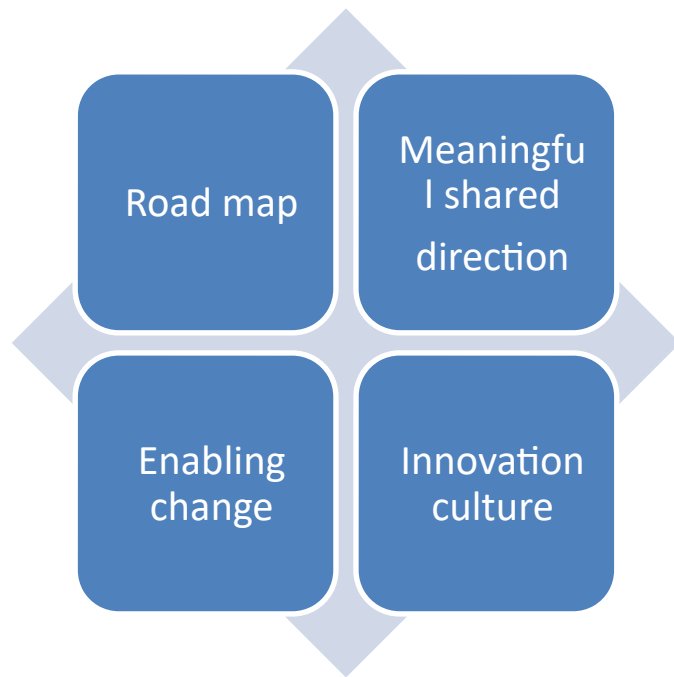 Road map
Meaningfu
l shared
direction
Enabling
change
Innovation
culture